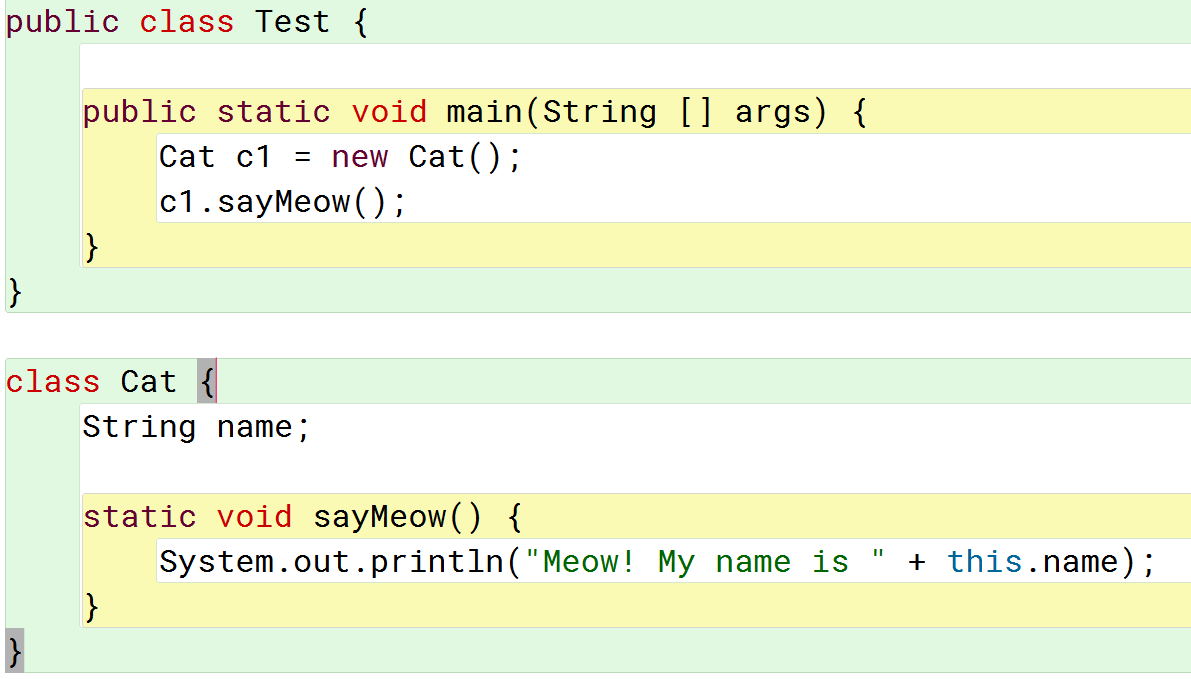 public class Test {
public static void main(String [] args) {
Cat c1 = new Cat();
c1.sayMeow();
}
}
class Cat {
String name;
static void sayMeow() {
System.out.println("Meow! My name is " + this.name);
}
}